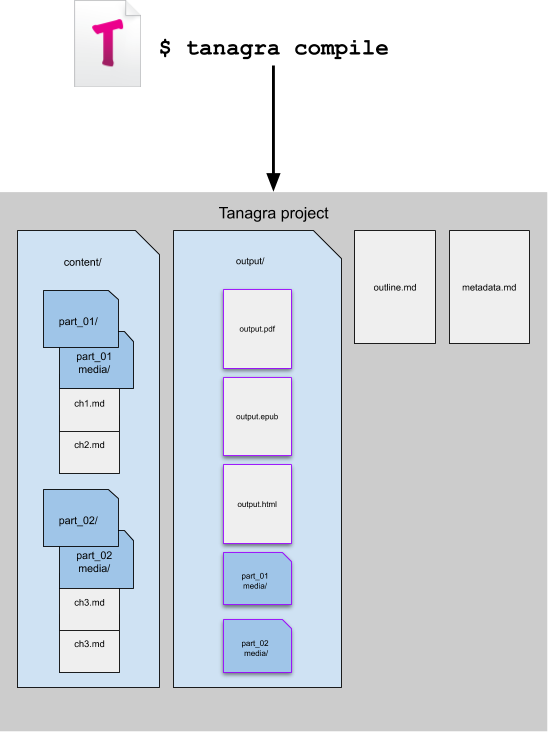 T
$ tanagra compile
Tanagra project
content/
part_01/
part_01
media/
ch1.md
ch2.md
part_02/
part_02
media/
ch3.md
ch3.md
output/
output.pdf
output.epub
output.html
part_01
media/
part_02
media/
outline.md
metadata.md